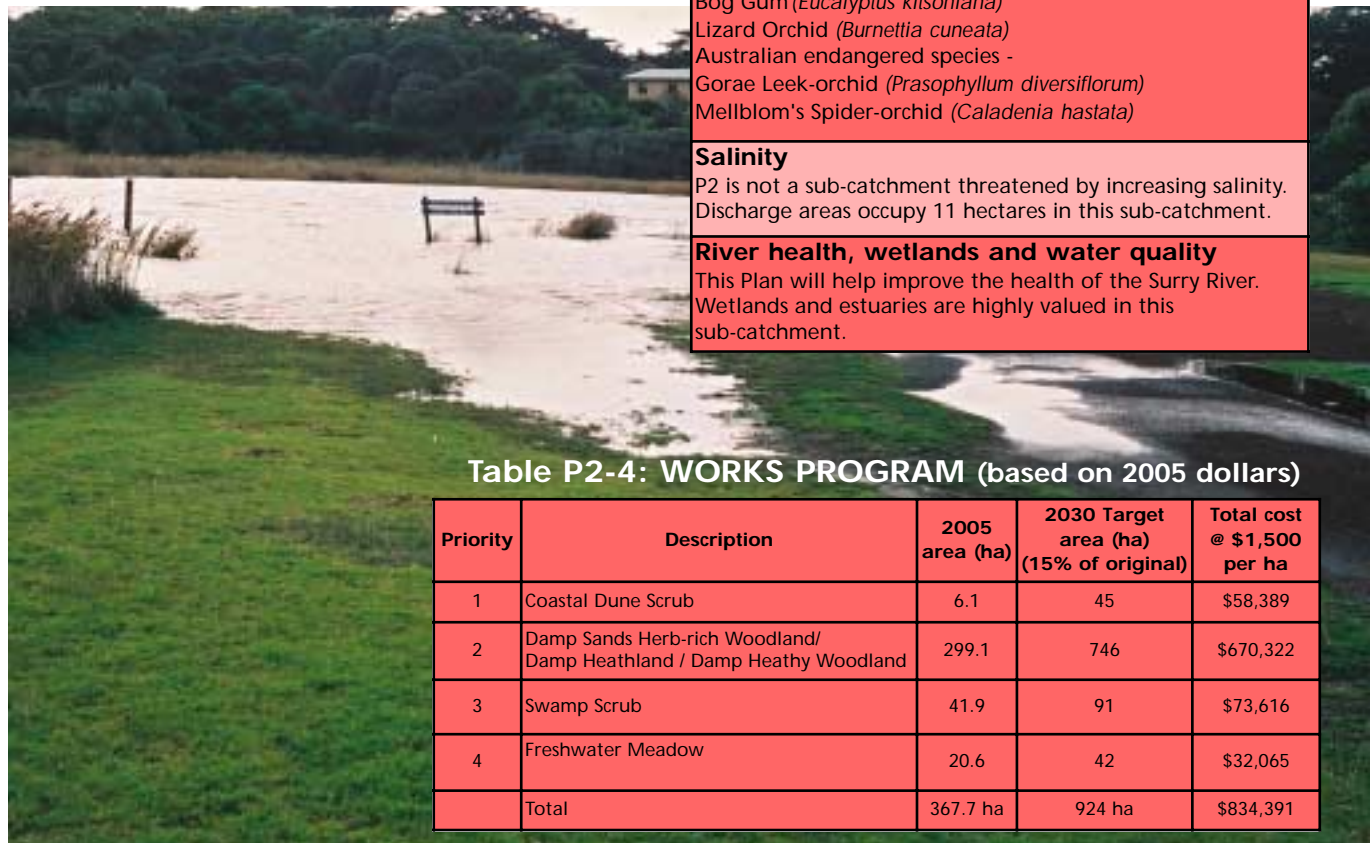 Bog Gum (Eucalyptus kitsoniana)
Lizard Orchid (Burnettia cuneata)
Australian endangered species -
Gorae Leek-orchid (Prasophyllum diversiflorum)
Mellblom's Spider-orchid (Caladenia hastata)
Salinity
P2 is not a sub-catchment threatened by increasing salinity.
Discharge areas occupy 11 hectares in this sub-catchment.
River health, wetlands and water quality
This Plan will help improve the health of the Surry River.
Wetlands and estuaries are highly valued in this
sub-catchment.
Table P2-4: WORKS PROGRAM (based on 2005 dollars)
Priority Description 2005 area (ha) 2030 Target area (ha) (15% of original) Total cost @ $1,500 per ha
1 Coastal Dune Scrub 6.1 45 $58,389
2 Damp Sands Herb-rich Woodland/ Damp Heathland / Damp Heathy Woodland 299.1 746 $670,322
3 Swamp Scrub 41.9 91 $73,616
4 Freshwater Meadow 20.6 42 $32,065
Total 367.7 ha 924 ha $834,391